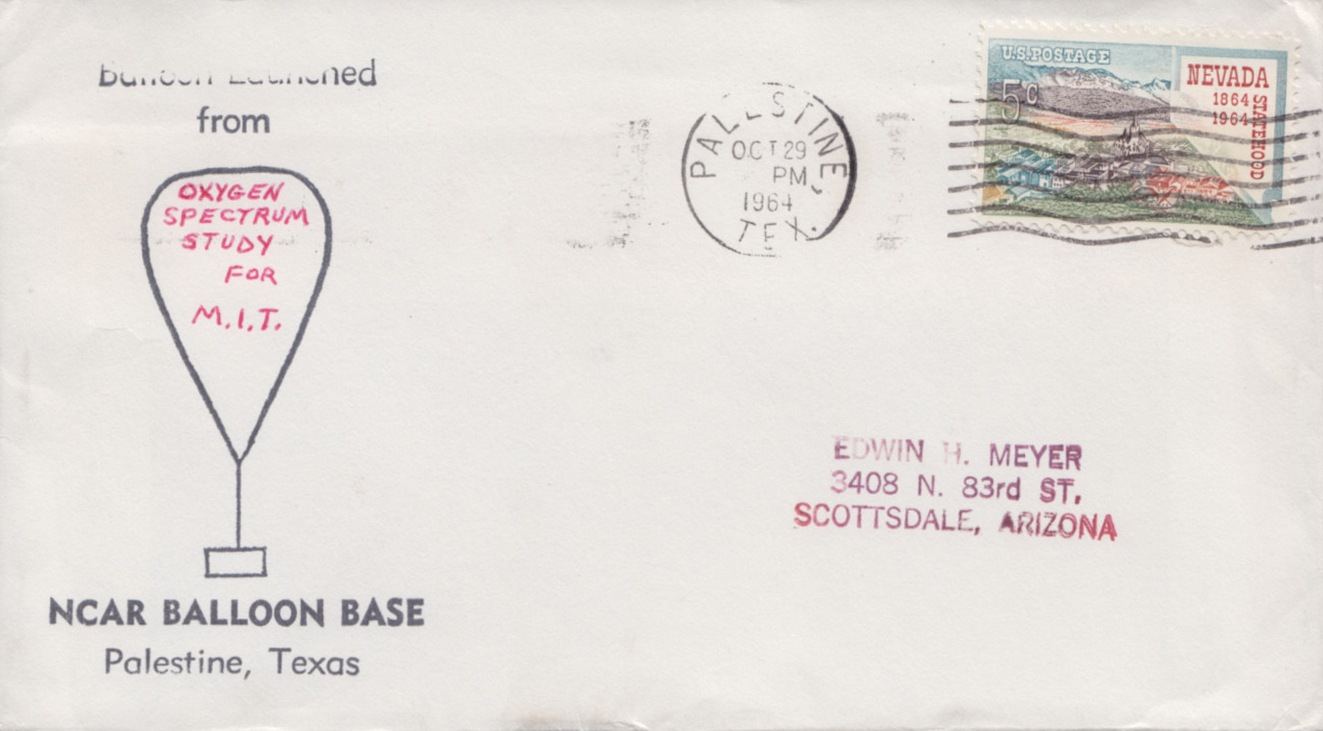 Balloon Launched
from
OXYGEN
SPECTRUM
STUDY
FOR
M.I.T.
NCAR BALLOON BASE
Palestine, Texas
PALESTINE,
OCT 29
PM
1964
TEX.
U.S. POSTAGE
5c
NEVADA
1864
1964
STATEHOOD
EDWIN H. MEYER
3408 N. 83rd ST,
SCOTTSDALE, ARIZONA